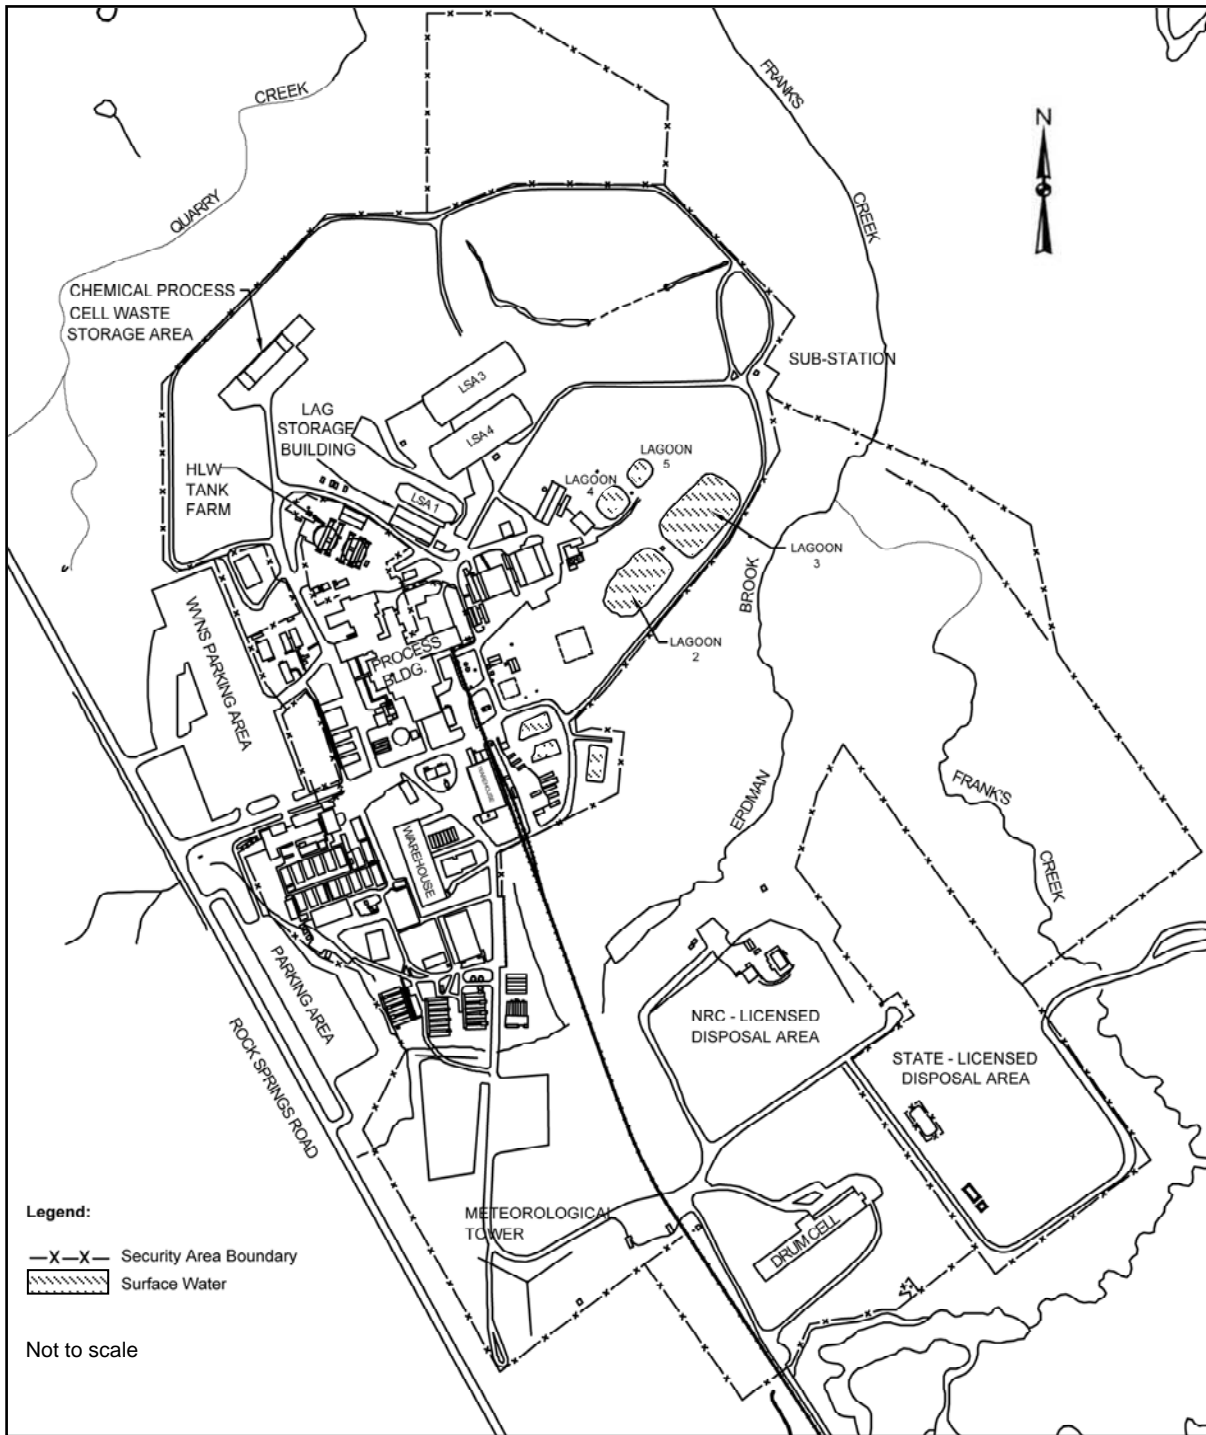 CREEK
FRANK'S
N
QUARRY
CREEK
CHEMICAL PROCESS
CELL WASTE
STORAGE AREA
SUB-STATION
LSA 3
LAG
STORAGE
BUILDING
LSA 4
LAGOON
5
HLW
TANK
FARM
LAGOON
4
LSA 1
LAGOON
3
BROOK
WVNS PARKING AREA
PROCESS
BLDG.
LAGOON
2
WAREHOUSE
ERDMAN
FRANK'S
WAREHOUSE
CREEK
PARKING AREA
NRC - LICENSED
DISPOSAL AREA
ROCK SPRINGS ROAD
STATE - LICENSED
DISPOSAL AREA
METEOROLOGICAL
TOWER
DRUM CELL
Legend:
—X—X— Security Area Boundary
Surface Water
Not to scale